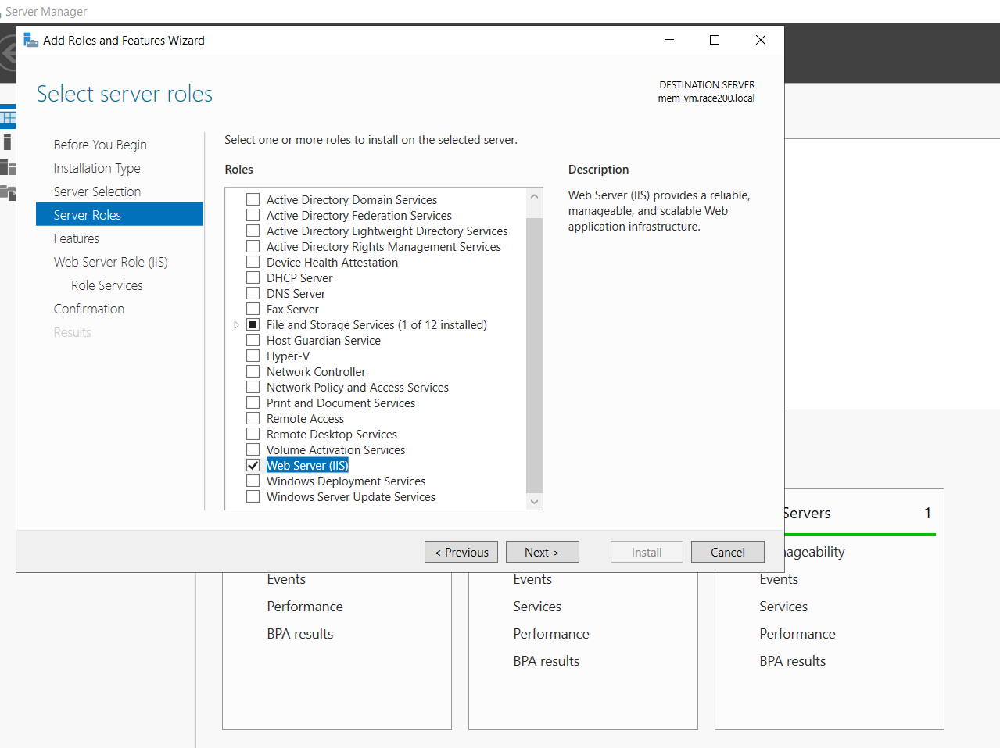 Server Manager
Add Roles and Features Wizard
Select server roles
DESTINATION SERVER
mem-vm.race200.local
Before You Begin
Installation Type
Server Selection
Server Roles
Features
Web Server Role (IIS)
Role Services
Confirmation
Results
Select one or more roles to install on the selected server.
Roles
Active Directory Domain Services
Active Directory Federation Services
Active Directory Lightweight Directory Services
Active Directory Rights Management Services
Device Health Attestation
DHCP Server
DNS Server
Fax Server
File and Storage Services (1 of 12 installed)
Host Guardian Service
Hyper-V
Network Controller
Network Policy and Access Services
Print and Document Services
Remote Access
Remote Desktop Services
Volume Activation Services
Web Server (IIS)
Windows Deployment Services
Windows Server Update Services
Description
Web Server (IIS) provides a reliable,
manageable, and scalable Web
application infrastructure.
< Previous
Next >
Install
Cancel
Events
Performance
BPA results
Events
Services
Performance
BPA results
Servers 1
nageability
Events
Services
Performance
BPA results